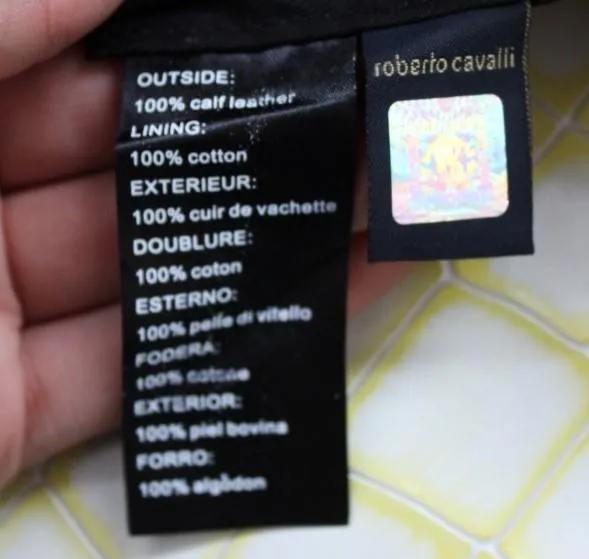 OUTSIDE:
100% calf leather
LINING:
100% cotton
EXTERIEUR:
100% cuir de vachette
DOUBLURE:
100% coton
ESTERNO:
100% pelle di vitello
FODERA:
100% cotone
EXTERIOR:
100% piel bovina
FORRO:
100% algodon
roberto cavalli